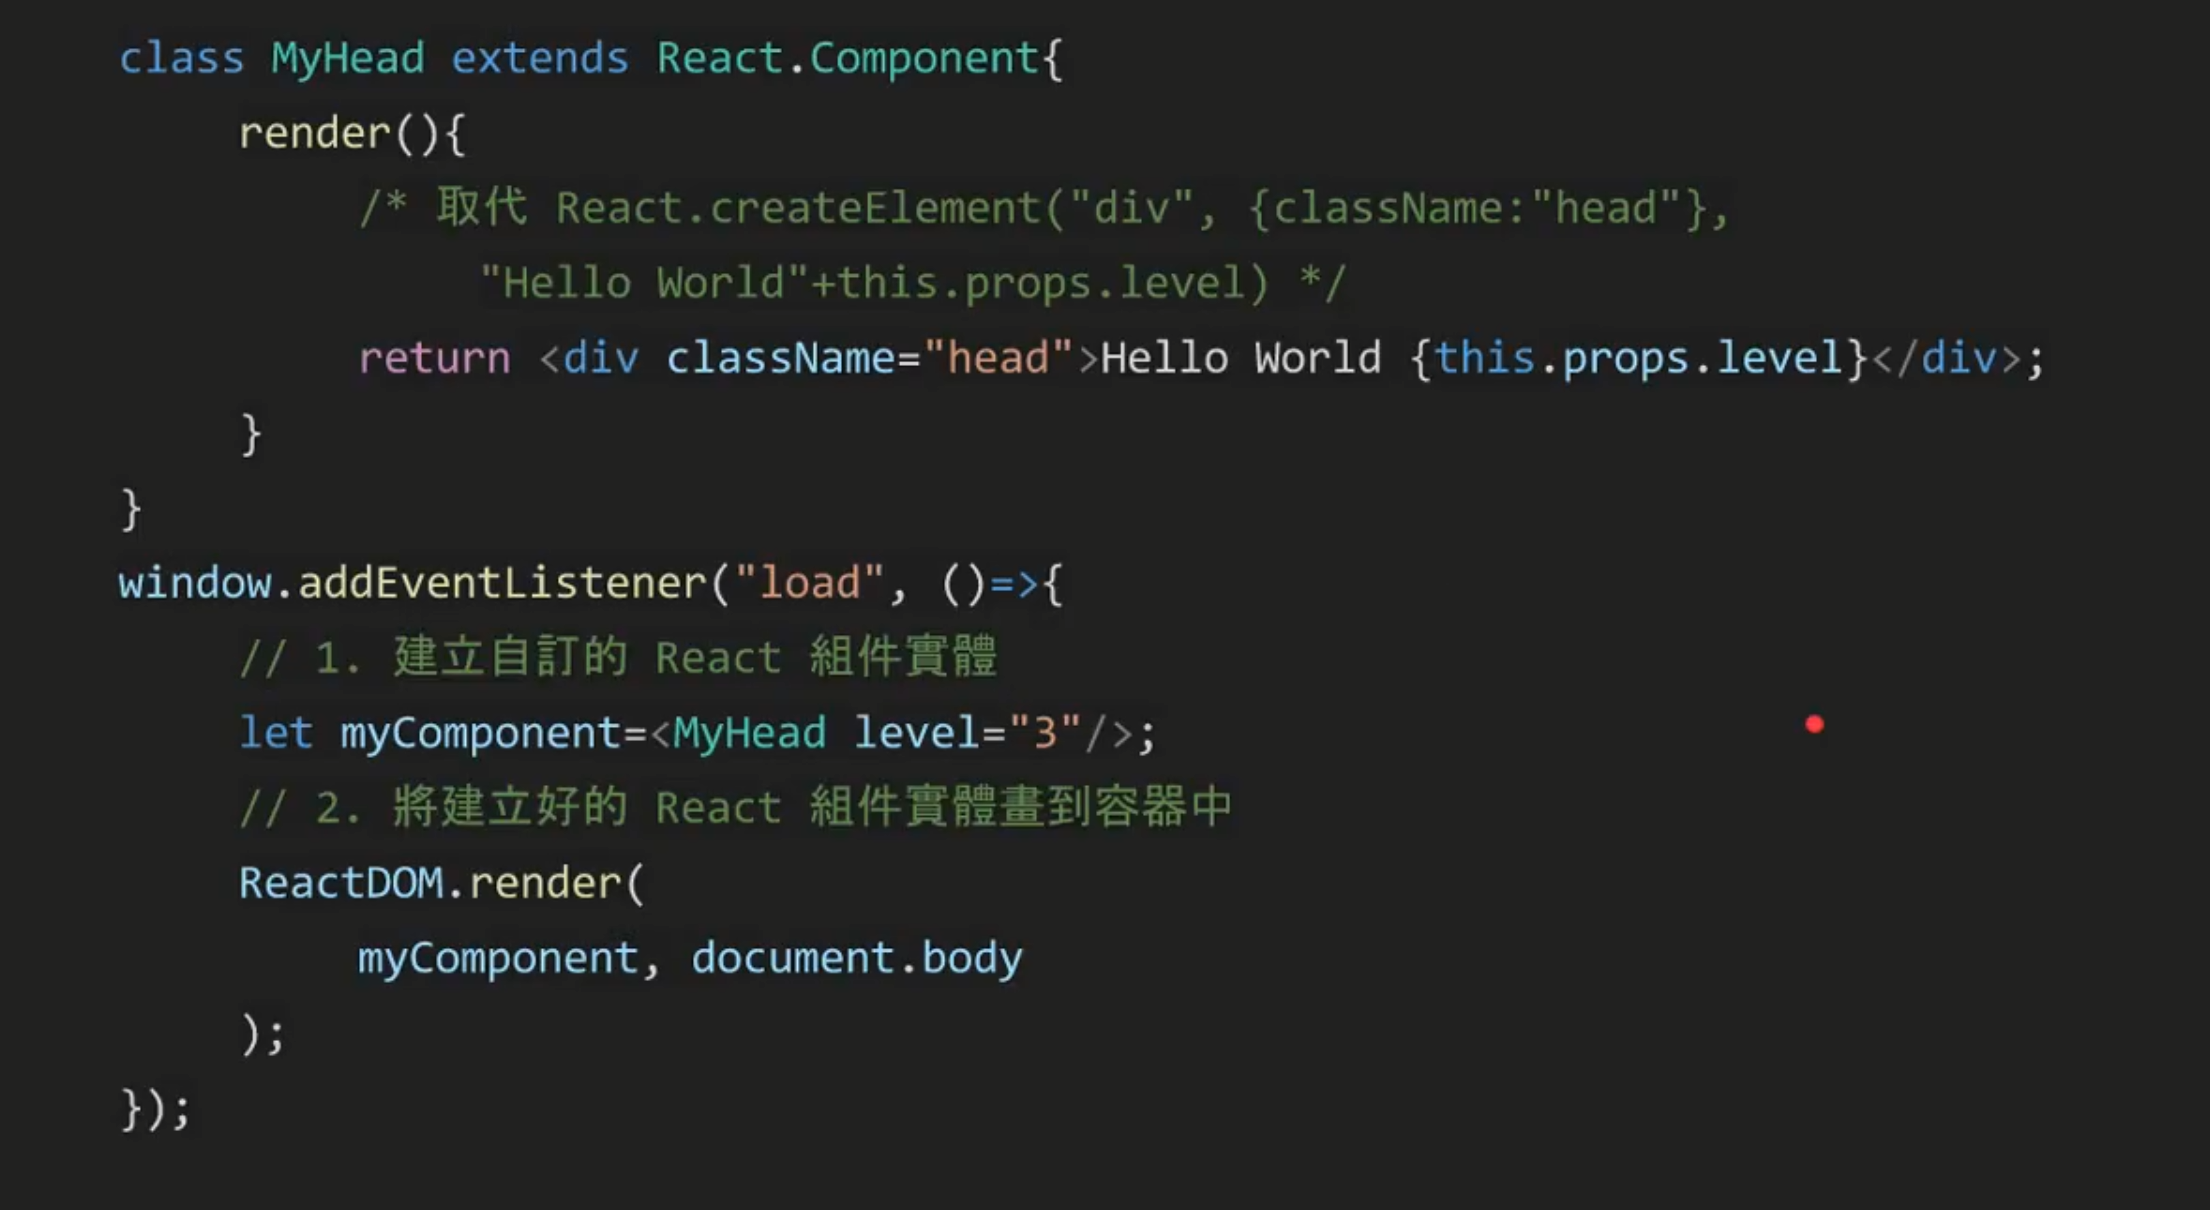 class MyHead extends React.Component{
render(){
/* 取代 React.createElement("div", {className:"head"},
"Hello World"+this.props.level) */
return <div className="head">Hello World {this.props.level}</div>;
}
}
window.addEventListener("load", ()=>{
// 1. 建立自訂的 React 組件實體
let myComponent=<MyHead level="3"/>;
// 2. 將建立好的 React 組件實體畫到容器中
ReactDOM.render(
myComponent, document.body
);
});